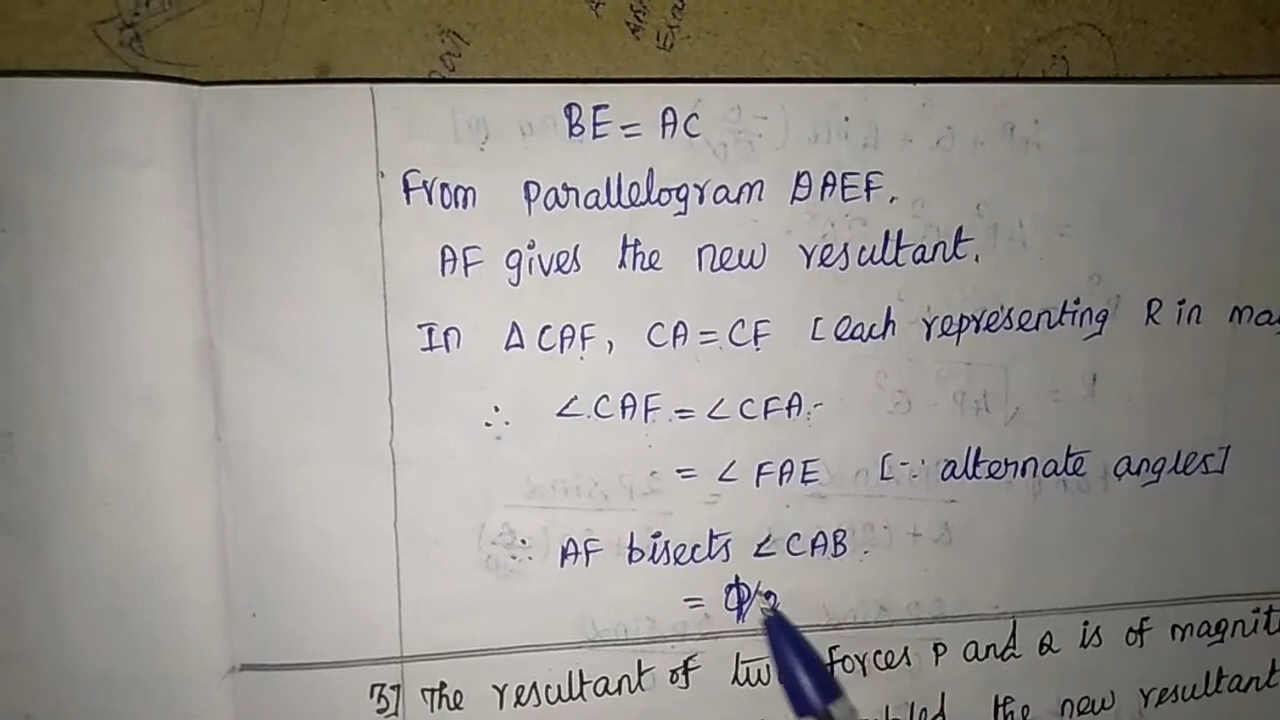 BE = AC
From parallelogram DAEF.
AF gives the new resultant.
In Δ CAF, CA = CF [each representing R in ma
∴ ∠CAF = ∠CFA
= ∠FAE [∵ alternate angles]
∴ AF bisects ∠CAB.
= Φ/2
3] The resultant of two forces P and Q is of magnit
the new resultant